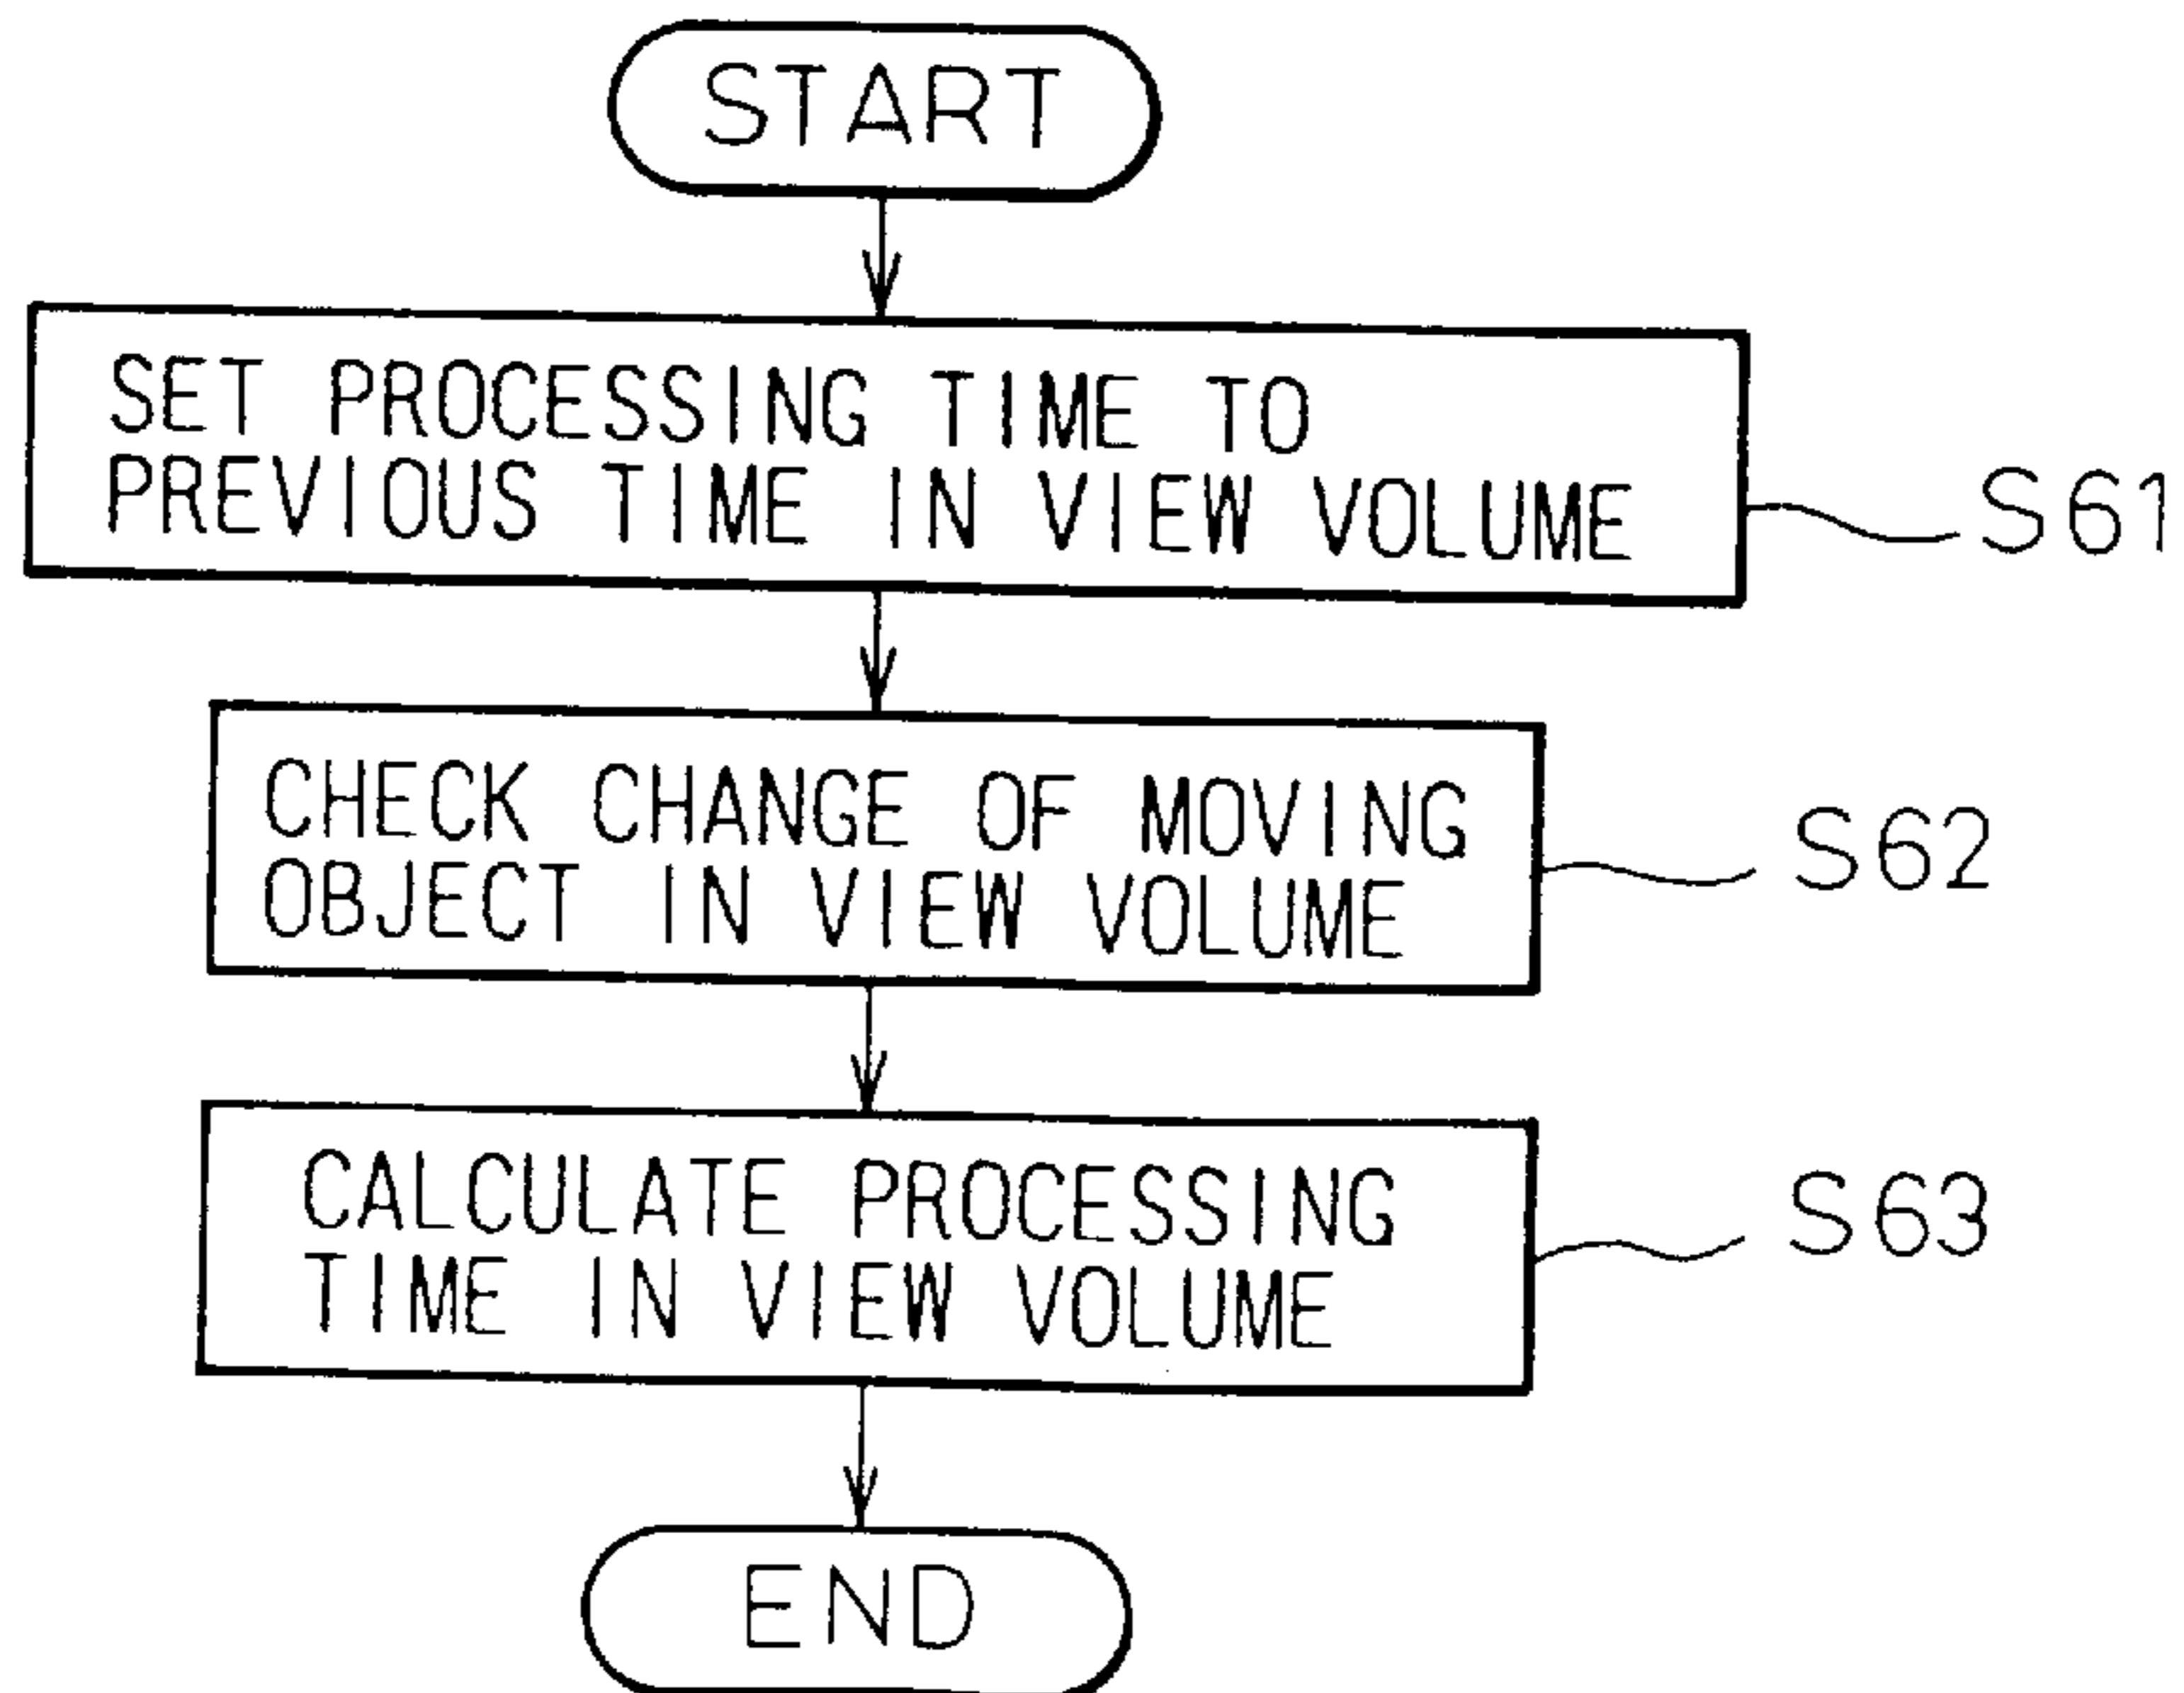 START
SET PROCESSING TIME TO
PREVIOUS TIME IN VIEW VOLUME
S61
CHECK CHANGE OF MOVING
OBJECT IN VIEW VOLUME
S62
CALCULATE PROCESSING
TIME IN VIEW VOLUME
S63
END